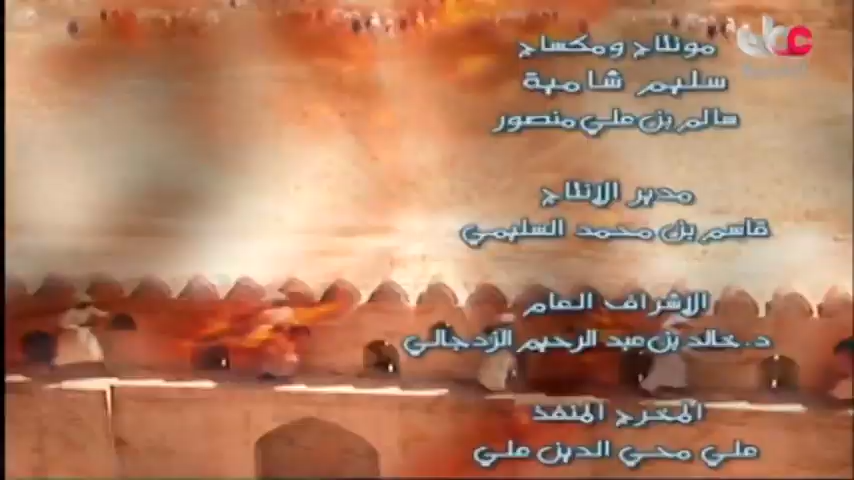 مونتاج ومكساج
سليم شامية
سالم بن علي منصور
مدير الإنتاج
قاسم بن محمد السليمي
الإشراف العام
د. خالد بن عبد الرحيم الزدجالي
المخرج المنفذ
علي محي الدين علي